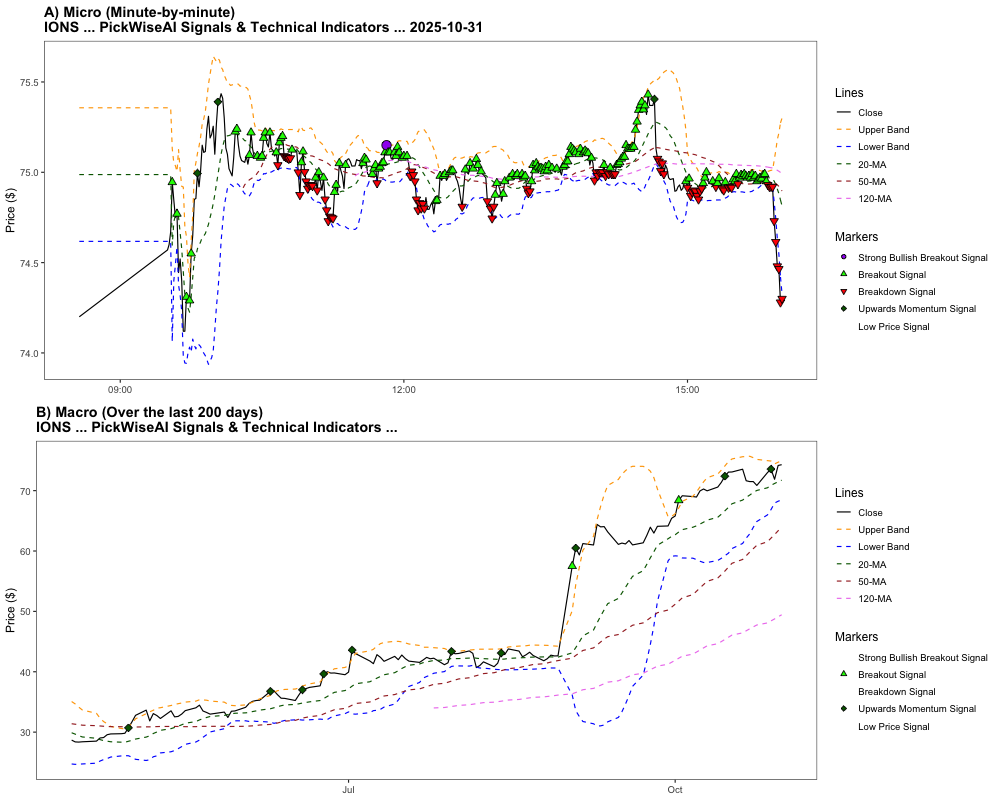 A) Micro (Minute-by-minute)
IONS ... PickWiseAI Signals & Technical Indicators ... 2025-10-31
75.5
75.0
74.5
74.0
Price ($)
09:00
12:00
15:00
Lines
Close
Upper Band
Lower Band
20-MA
50-MA
120-MA
Markers
Strong Bullish Breakout Signal
Breakout Signal
Breakdown Signal
Upwards Momentum Signal
Low Price Signal
B) Macro (Over the last 200 days)
IONS ... PickWiseAI Signals & Technical Indicators ...
70
60
50
40
30
Price ($)
Jul
Oct
Lines
Close
Upper Band
Lower Band
20-MA
50-MA
120-MA
Markers
Strong Bullish Breakout Signal
Breakout Signal
Breakdown Signal
Upwards Momentum Signal
Low Price Signal